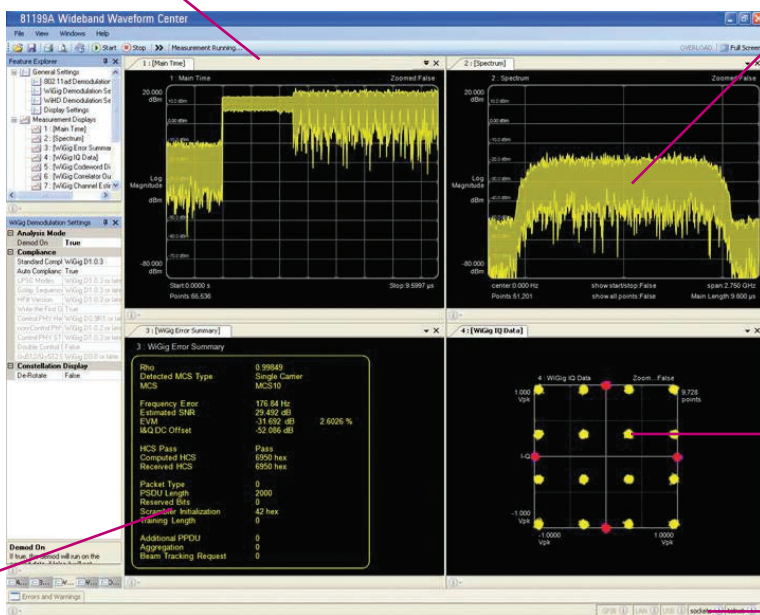 81199A Wideband Waveform Center
File View Windows Help
Start Stop Measurement Running... OVERLOAD Full Screen
Feature Explorer
General Settings
802.11ad Demodulation
WiGig Demodulation Se
WiHD Demodulation Se
Display Settings
Measurement Displays
1 : [Main Time]
2 : [Spectrum]
3 : [WiGig Error Summar
4 : [WiGig IQ Data]
5 : [WiGig Codeword Di
6 : [WiGig Correlator Ou
7 : [WiGig Channel Estir
WiGig Demodulation Settings
Analysis Mode
Demod On True
Compliance
Standard Compl WiGig D1.0.3
Auto Complianc True
Constellation Display
De-Rotate False
Demod On
If true, the demod will run on the
1 : [Main Time]
1 : Main Time Zoomed:False
20.000
dBm
Log
Magnitude
dBm
-80.000
dBm
Start:0.0000 s Stop:9.5997 µs
Points:65,536
2 : [Spectrum]
2 : Spectrum Zoomed:False
20.000
dBm
Log
Magnitude
dBm
-80.000
dBm
center:0.000 Hz show start/stop:False span:2.750 GHz
Points:51,201 show all points:False Main Length:9.600 µs
3 : [WiGig Error Summary]
3 : WiGig Error Summary
Rho 0.99849
Detected MCS Type Single Carrier
MCS MCS10
Frequency Error 176.84 Hz
Estimated SNR 29.492 dB
EVM -31.692 dB 2.6026 %
I&Q DC Offset -52.086 dB
HCS Pass Pass
Computed HCS 6950 hex
Received HCS 6950 hex
Packet Type 0
PSDU Length 2000
Reserved Bits 0
Scrambler Initialization 42 hex
Training Length 0
Additional PPDU 0
Aggregation 0
Beam Tracking Request 0
4 : [WiGig IQ Data]
4 : WiGig IQ Data Zoom...False
1.000
Vpk
9,728
points
I-Q
-1.000
Vpk
-1.0000
Vpk
1.0000
Vpk
Errors and Warnings
GPIB LAN USB sockets